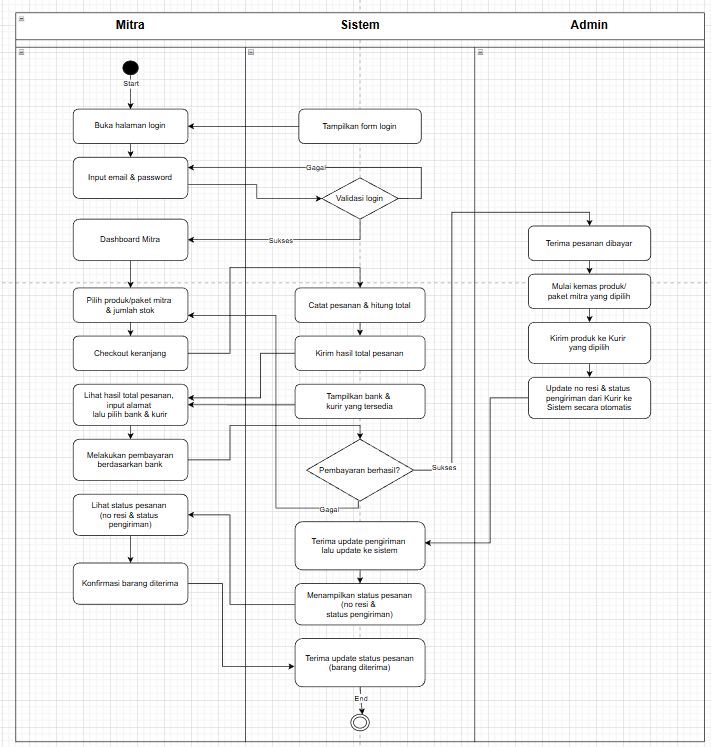 Mitra
Sistem
Admin
Start
Buka halaman login
Tampilkan form login
Gagal
Input email & password
Validasi login
Sukses
Dashboard Mitra
Terima pesanan dibayar
Pilih produk/paket mitra
& jumlah stok
Catat pesanan & hitung total
Mulai kemas produk/
paket mitra yang dipilih
Checkout keranjang
Kirim hasil total pesanan
Kirim produk ke Kurir
yang dipilih
Lihat hasil total pesanan,
input alamat
lalu pilih bank & kurir
Tampilkan bank &
kurir yang tersedia
Update no resi & status
pengiriman dari Kurir ke
Sistem secara otomatis
Melakukan pembayaran
berdasarkan bank
Pembayaran berhasil?
Sukses
Gagal
Lihat status pesanan
(no resi & status
pengiriman)
Terima update pengiriman
lalu update ke sistem
Konfirmasi barang diterima
Menampilkan status pesanan
(no resi &
status pengiriman)
Terima update status pesanan
(barang diterima)
End